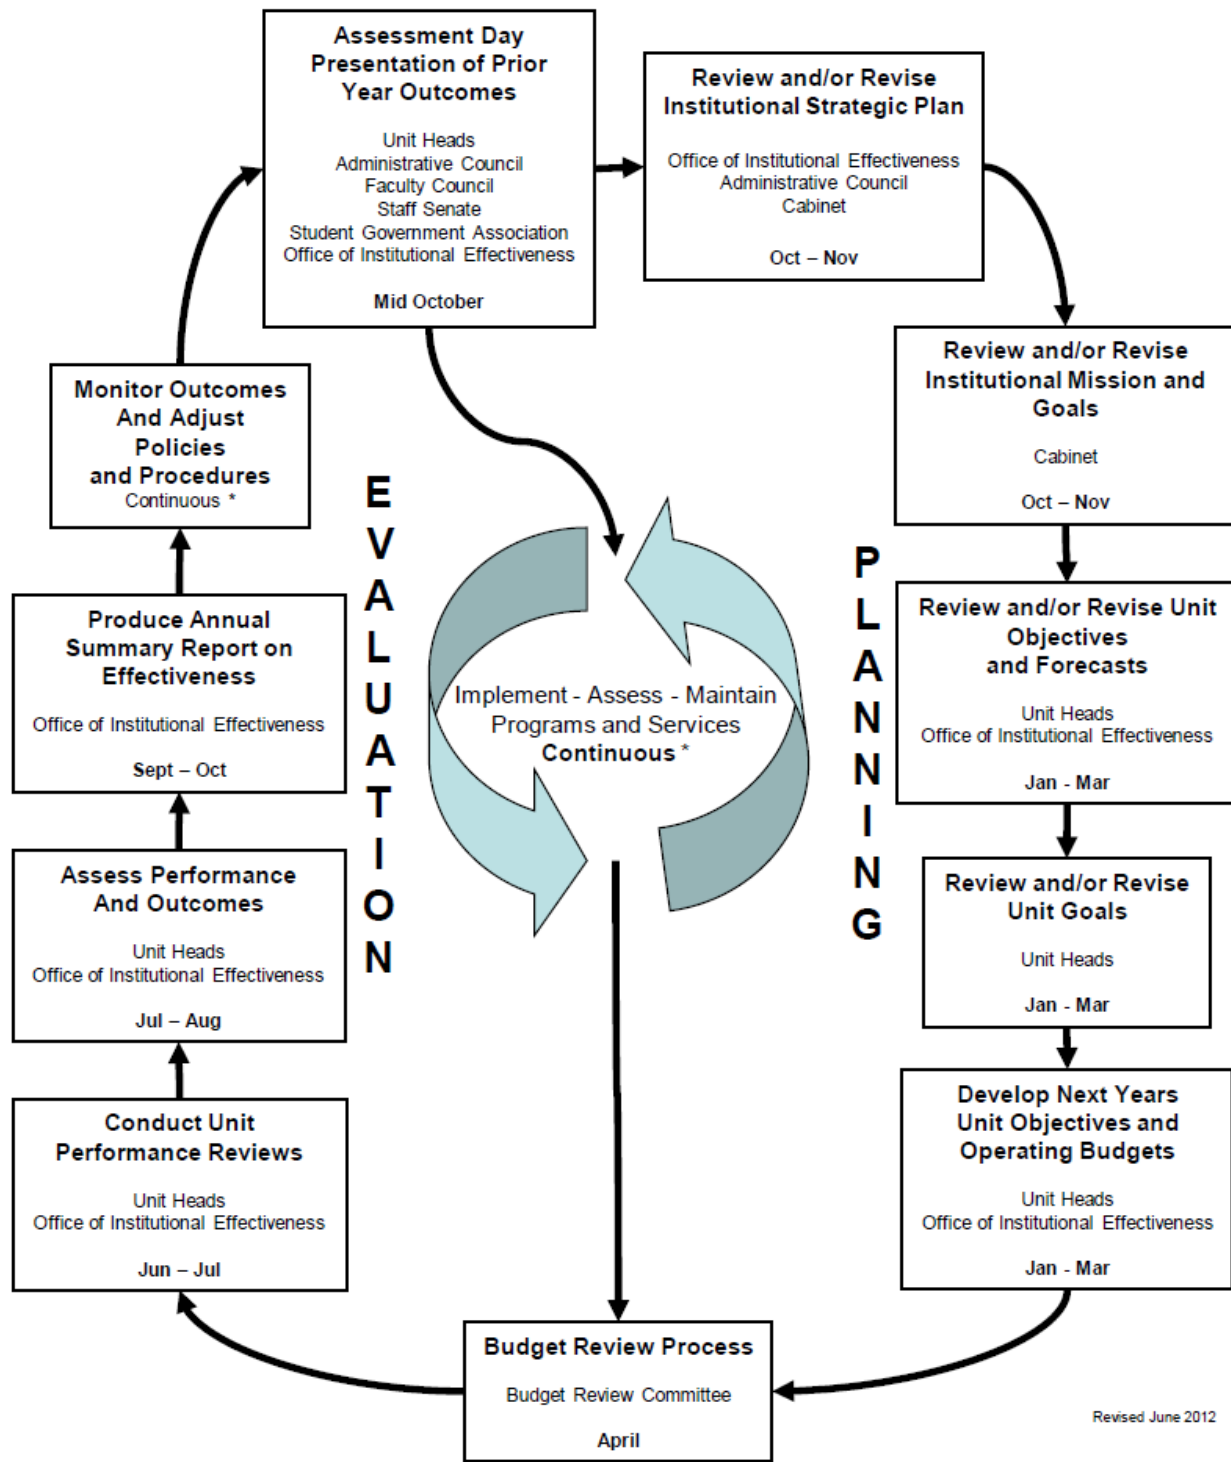 Assessment Day
Presentation of Prior
Year Outcomes
Unit Heads
Administrative Council
Faculty Council
Staff Senate
Student Government Association
Office of Institutional Effectiveness
Mid October
Review and/or Revise
Institutional Strategic Plan
Office of Institutional Effectiveness
Administrative Council
Cabinet
Oct – Nov
Review and/or Revise
Institutional Mission and
Goals
Cabinet
Oct – Nov
Review and/or Revise Unit
Objectives
and Forecasts
Unit Heads
Office of Institutional Effectiveness
Jan - Mar
Review and/or Revise
Unit Goals
Unit Heads
Jan - Mar
Develop Next Years
Unit Objectives and
Operating Budgets
Unit Heads
Office of Institutional Effectiveness
Jan - Mar
Budget Review Process
Budget Review Committee
April
Conduct Unit
Performance Reviews
Unit Heads
Office of Institutional Effectiveness
Jun – Jul
Assess Performance
And Outcomes
Unit Heads
Office of Institutional Effectiveness
Jul – Aug
Produce Annual
Summary Report on
Effectiveness
Office of Institutional Effectiveness
Sept – Oct
Monitor Outcomes
And Adjust
Policies
and Procedures
Continuous *
EVALUATION
Implement - Assess - Maintain
Programs and Services
Continuous *
PLANNING
Revised June 2012